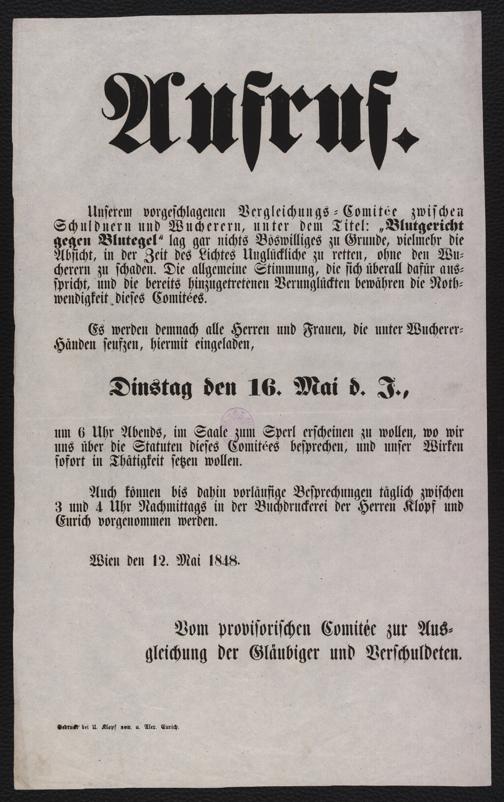 Aufruf.
Unserem vorgeschlagenen Vergleichungs-Comitée zwischen
Schuldnern und Wucherern, unter dem Titel: „Blutgericht
gegen Blutegel“ lag gar nichts Böswilliges zu Grunde, vielmehr die
Absicht, in der Zeit des Lichtes Unglückliche zu retten, ohne den Wu-
cherern zu schaden. Die allgemeine Stimmung, die sich überall dafür aus-
spricht, und die bereits hinzugetretenen Verunglückten bewähren die Noth-
wendigkeit dieses Comitées.
Es werden demnach alle Herren und Frauen, die unter Wucherer-
Händen seufzen, hiermit eingeladen,
Dinstag den 16. Mai d. J.,
um 6 Uhr Abends, im Saale zum Sperl erscheinen zu wollen, wo wir
uns über die Statuten dieses Comitées besprechen, und unser Wirken
sofort in Thätigkeit setzen wollen.
Auch können bis dahin vorläufige Besprechungen täglich zwischen
3 und 4 Uhr Nachmittags in der Buchdruckerei der Herren Klopf und
Eurich vorgenommen werden.
Wien den 12. Mai 1848.
Vom provisorischen Comitée zur Aus-
gleichung der Gläubiger und Verschuldeten.
Gedruckt bei U. Klopf sen. u. Alex. Eurich.